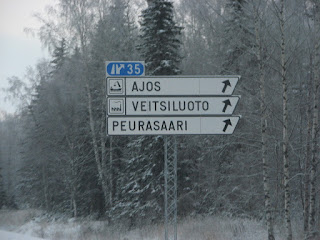 35
AJOS
VEITSILUOTO
PEURASAARI